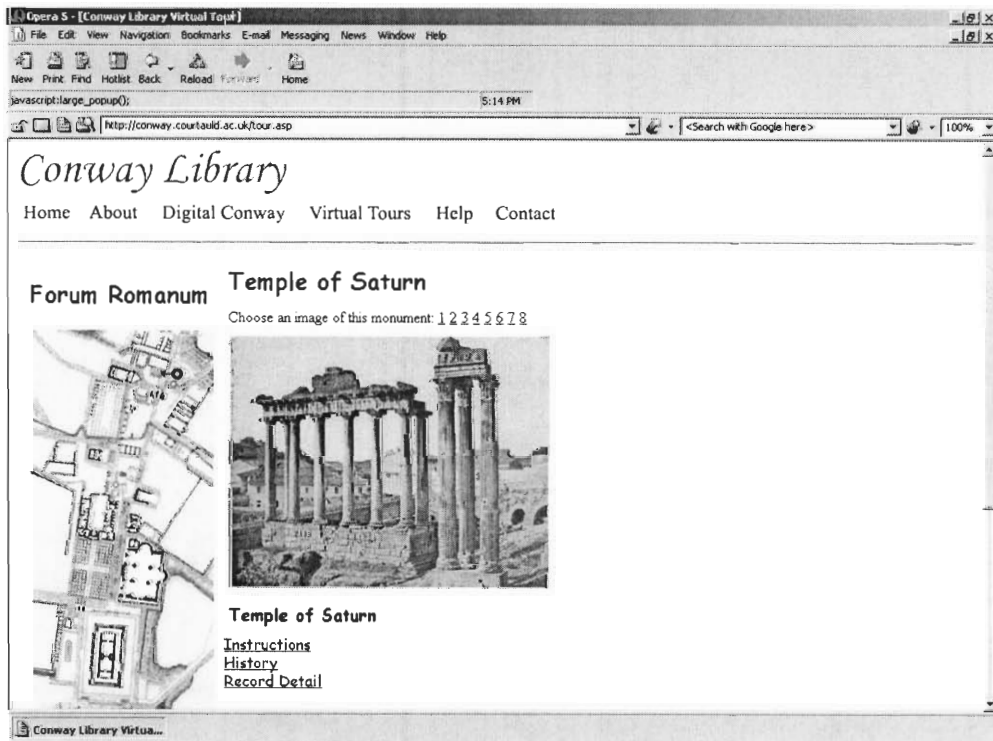 Opera 5 - [Conway Library Virtual Tour]
File Edit View Navigation Bookmarks E-mail Messaging News Window Help
New Print Find Hotlist Back Reload Forward Home
javascript:large_popup(); 5:14 PM
http://conway.courtauld.ac.uk/tour.asp <Search with Google here> 100%
Conway Library
Home About Digital Conway Virtual Tours Help Contact
Forum Romanum
Temple of Saturn
Choose an image of this monument: 1 2 3 4 5 6 7 8
Temple of Saturn
Instructions
History
Record Detail
Conway Library Virtua...